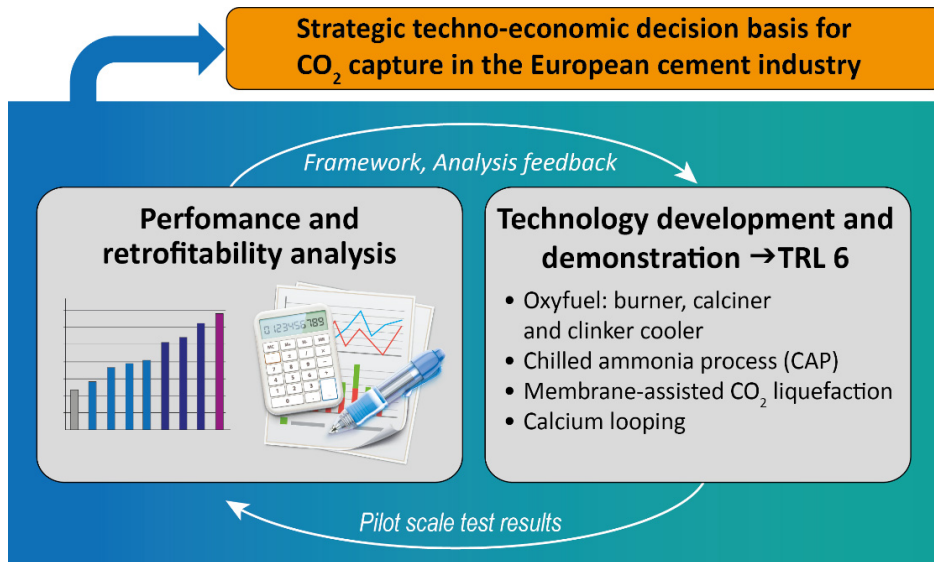 Strategic techno-economic decision basis for
CO₂ capture in the European cement industry
Framework, Analysis feedback
Perfomance and
retrofitability analysis
0123456789
Technology development and
demonstration →TRL 6
• Oxyfuel: burner, calciner
and clinker cooler
• Chilled ammonia process (CAP)
• Membrane-assisted CO₂ liquefaction
• Calcium looping
Pilot scale test results